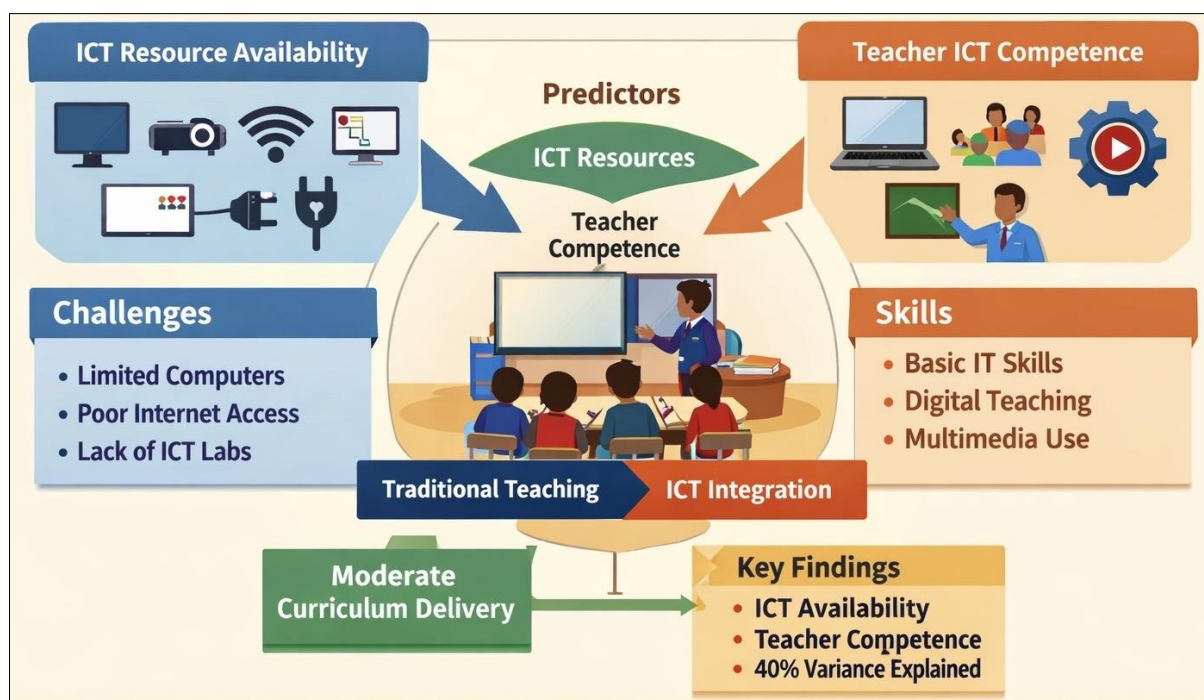 ICT Resource Availability
Teacher ICT Competence
Predictors
ICT Resources
Teacher
Competence
Challenges
• Limited Computers
• Poor Internet Access
• Lack of ICT Labs
Skills
• Basic IT Skills
• Digital Teaching
• Multimedia Use
Traditional Teaching
ICT Integration
Moderate
Curriculum Delivery
Key Findings
• ICT Availability
• Teacher Competence
• 40% Variance Explained